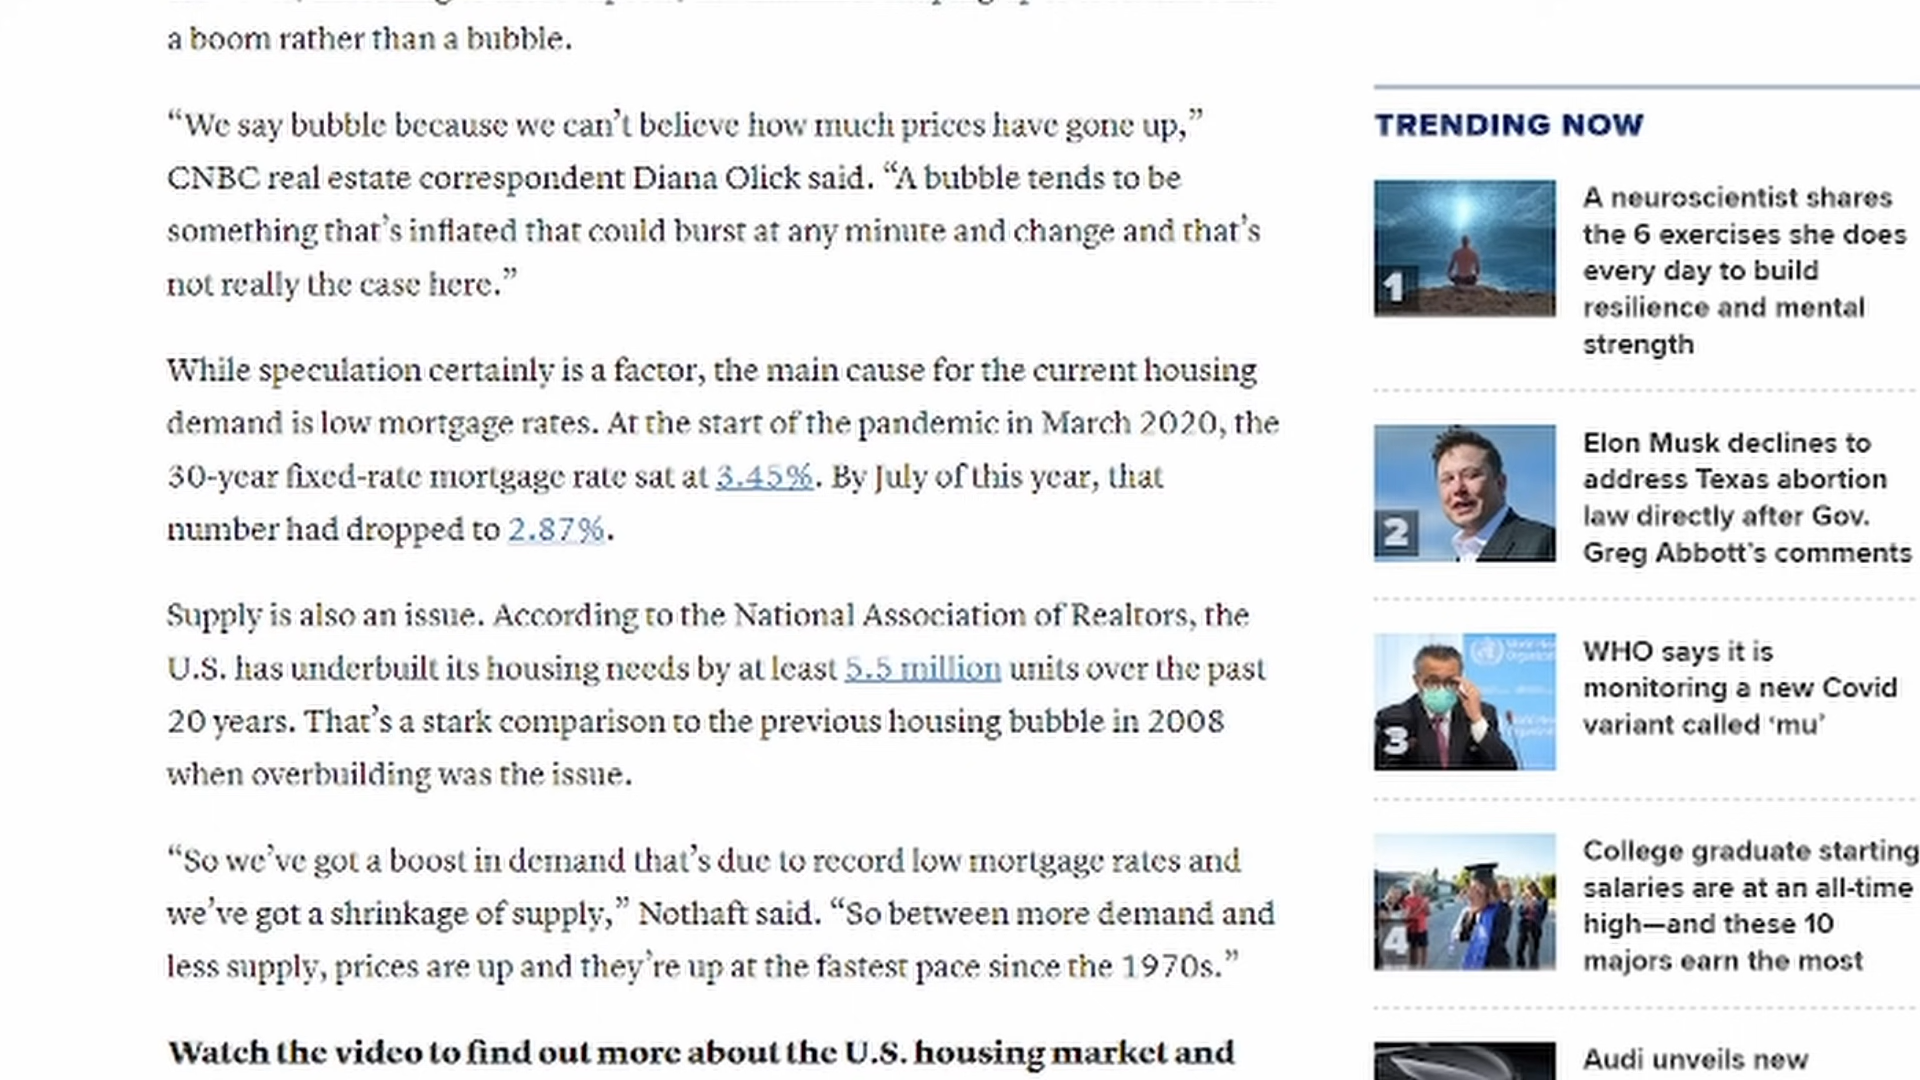 a boom rather than a bubble.
“We say bubble because we can’t believe how much prices have gone up,”
CNBC real estate correspondent Diana Olick said. “A bubble tends to be
something that’s inflated that could burst at any minute and change and that’s
not really the case here.”
While speculation certainly is a factor, the main cause for the current housing
demand is low mortgage rates. At the start of the pandemic in March 2020, the
30-year fixed-rate mortgage rate sat at 3.45%. By July of this year, that
number had dropped to 2.87%.
Supply is also an issue. According to the National Association of Realtors, the
U.S. has underbuilt its housing needs by at least 5.5 million units over the past
20 years. That’s a stark comparison to the previous housing bubble in 2008
when overbuilding was the issue.
“So we’ve got a boost in demand that’s due to record low mortgage rates and
we’ve got a shrinkage of supply,” Nothaft said. “So between more demand and
less supply, prices are up and they’re up at the fastest pace since the 1970s.”
Watch the video to find out more about the U.S. housing market and
TRENDING NOW
1
A neuroscientist shares
the 6 exercises she does
every day to build
resilience and mental
strength
2
Elon Musk declines to
address Texas abortion
law directly after Gov.
Greg Abbott’s comments
3
WHO says it is
monitoring a new Covid
variant called ‘mu’
4
College graduate starting
salaries are at an all-time
high—and these 10
majors earn the most
Audi unveils new